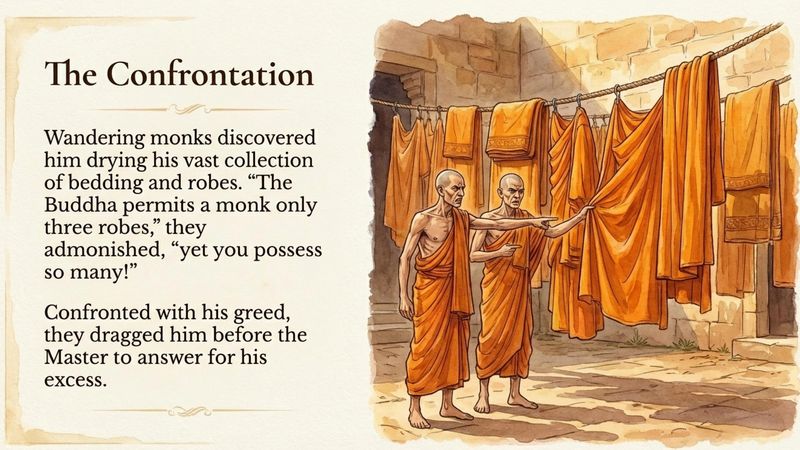 The Confrontation
Wandering monks discovered
him drying his vast collection
of bedding and robes. “The
Buddha permits a monk only
three robes,” they
admonished, “yet you possess
so many!”
Confronted with his greed,
they dragged him before the
Master to answer for his
excess.